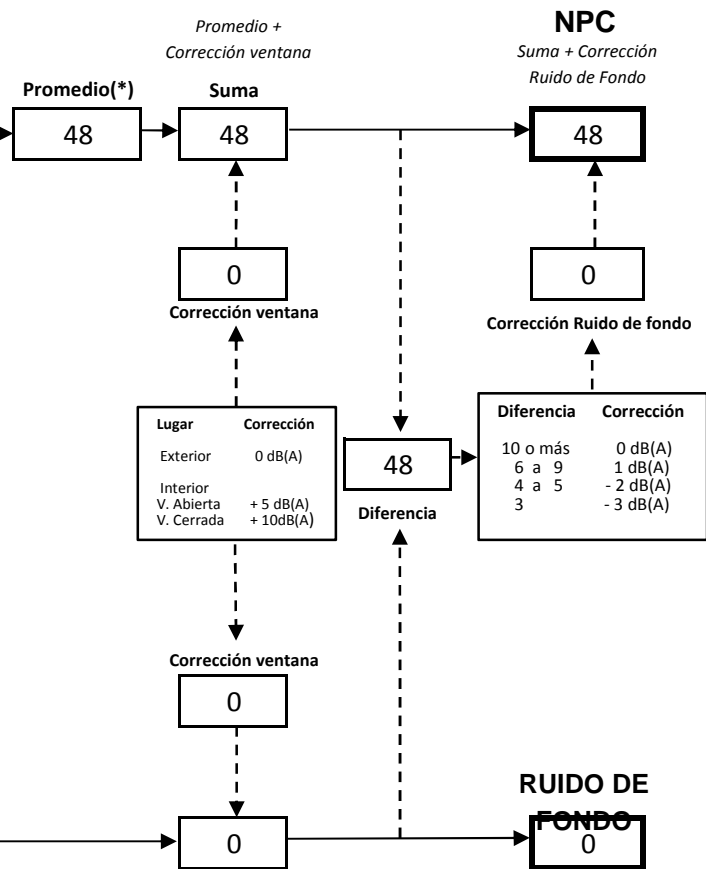 Promedio +
Corrección ventana
NPC
Suma + Corrección
Ruido de Fondo
Promedio(*)
Suma
48
48
48
0
0
Corrección ventana
Corrección Ruido de fondo
Lugar Corrección
Exterior 0 dB(A)
Interior
V. Abierta + 5 dB(A)
V. Cerrada + 10dB(A)
48
Diferencia
Diferencia Corrección
10 o más 0 dB(A)
6 a 9 1 dB(A)
4 a 5 - 2 dB(A)
3 - 3 dB(A)
Corrección ventana
0
RUIDO DE
FONDO
0
0